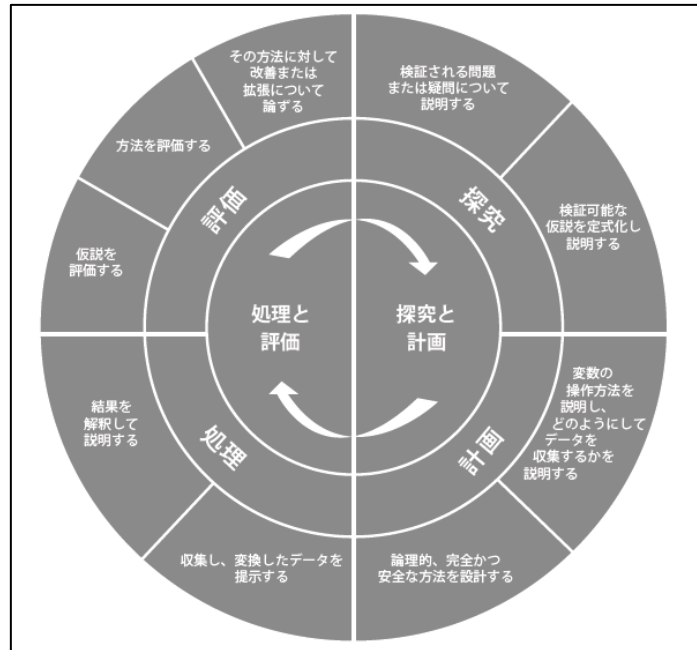 その方法に対して
改善または
拡張について
論ずる
検証される問題
または疑問について
説明する
方法を評価する
評価
探究
検証可能な
仮説を定式化し
説明する
仮説を
評価する
処理と
評価
探究と
計画
結果を
解釈して
説明する
処理
計画
変数の
操作方法を
説明し、
どのようにして
データを
収集するかを
説明する
収集し、変換したデータを
提示する
論理的、完全かつ
安全な方法を設計する